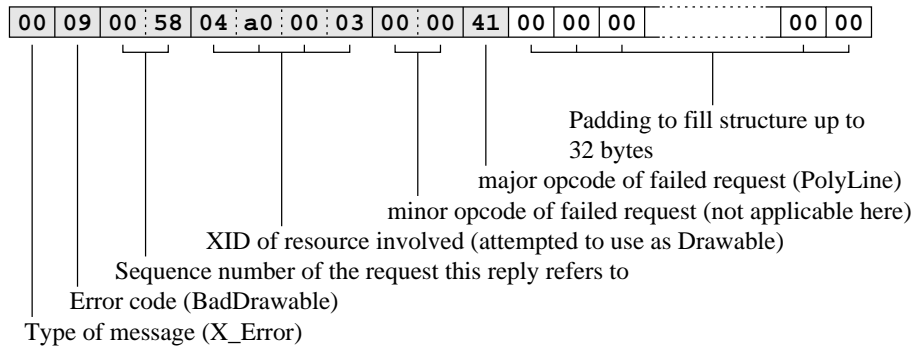 00 09 00 58 04 a0 00 03 00 00 41 00 00 00 00 00
Padding to fill structure up to
32 bytes
major opcode of failed request (PolyLine)
minor opcode of failed request (not applicable here)
XID of resource involved (attempted to use as Drawable)
Sequence number of the request this reply refers to
Error code (BadDrawable)
Type of message (X_Error)